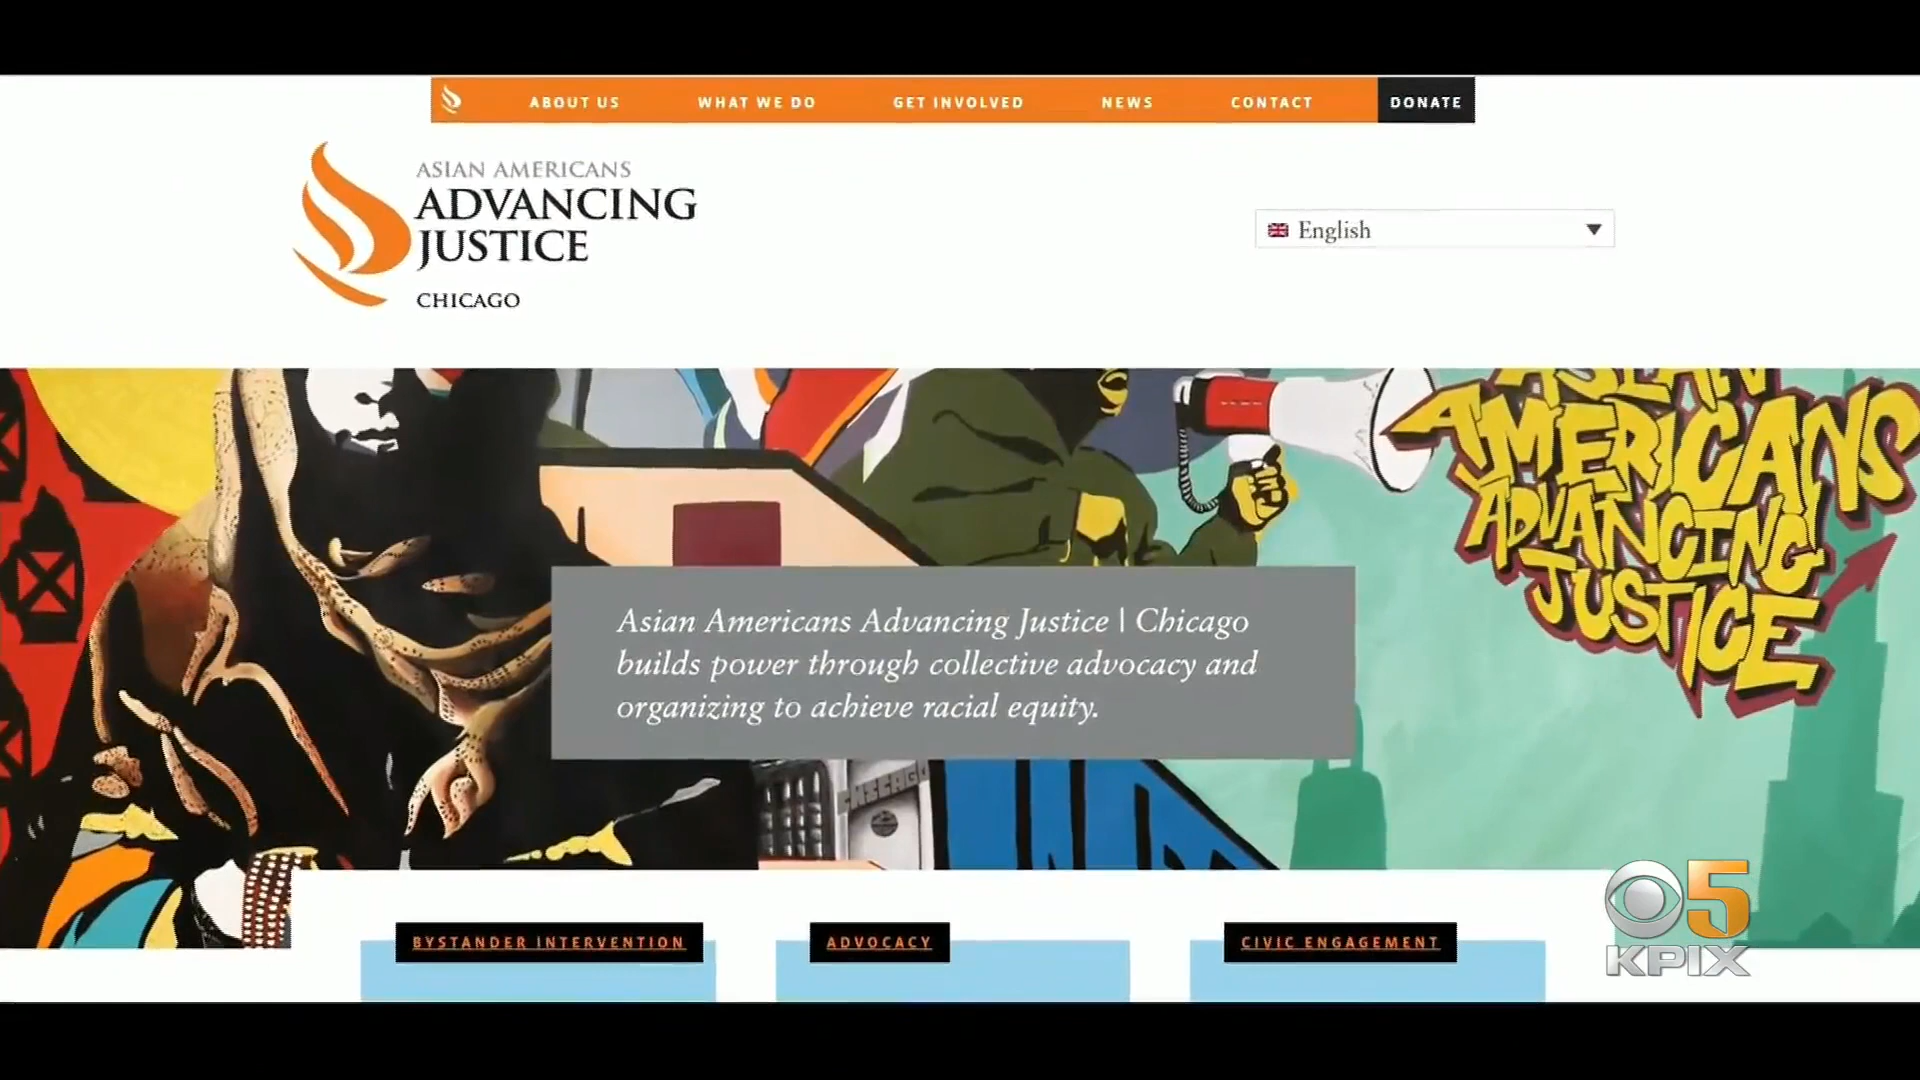 ABOUT US
WHAT WE DO
GET INVOLVED
NEWS
CONTACT
DONATE
ASIAN AMERICANS
ADVANCING
JUSTICE
CHICAGO
English
ASIAN
AMERICANS
ADVANCING
JUSTICE
Asian Americans Advancing Justice | Chicago
builds power through collective advocacy and
organizing to achieve racial equity.
CHICAGO
BYSTANDER INTERVENTION
ADVOCACY
CIVIC ENGAGEMENT
5
KPIX